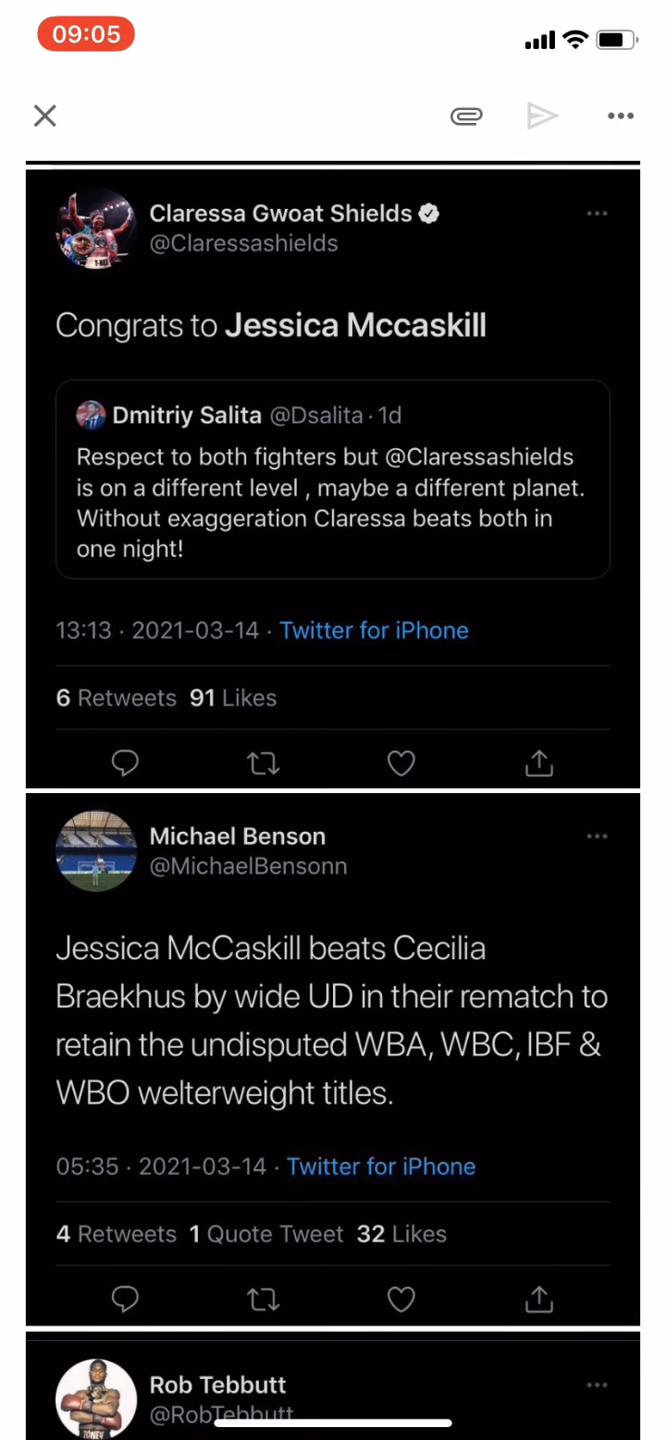 09:05
Claressa Gwoat Shields
@Claressashields
Congrats to Jessica Mccaskill
Dmitriy Salita @Dsalita · 1d
Respect to both fighters but @Claressashields
is on a different level , maybe a different planet.
Without exaggeration Claressa beats both in
one night!
13:13 · 2021-03-14 · Twitter for iPhone
6 Retweets 91 Likes
Michael Benson
@MichaelBensonn
Jessica McCaskill beats Cecilia
Braekhus by wide UD in their rematch to
retain the undisputed WBA, WBC, IBF &
WBO welterweight titles.
05:35 · 2021-03-14 · Twitter for iPhone
4 Retweets 1 Quote Tweet 32 Likes
TONEY
Rob Tebbutt
@RobTebbutt